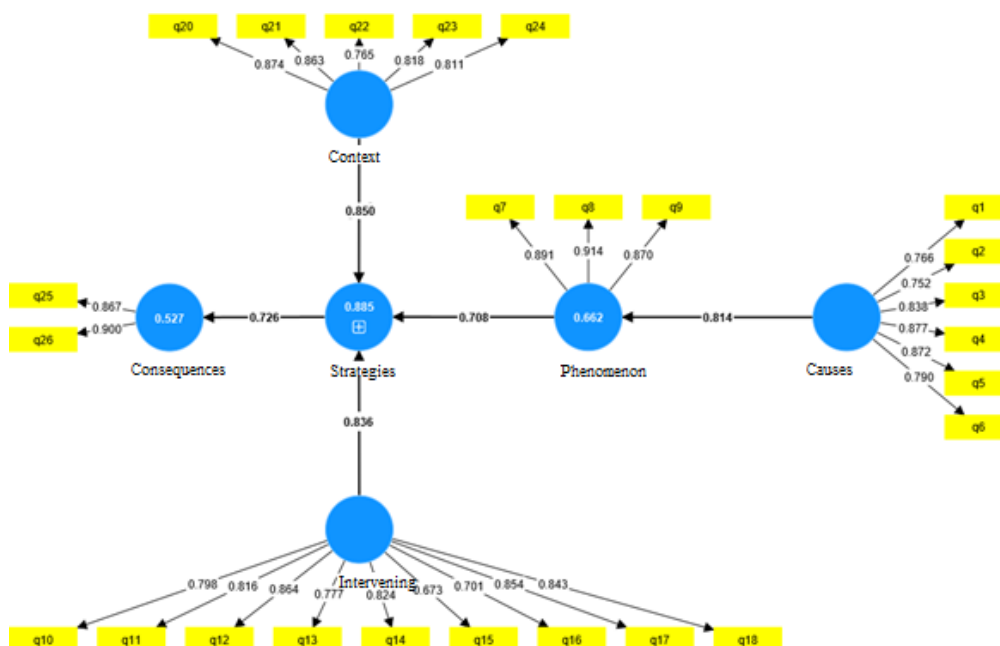 q20 q21 q22 q23 q24
0.874 0.863 0.765 0.818 0.811
Context
0.850
q7 q8 q9
0.891 0.914 0.870
q1
q2
q3
q4
q5
q6
0.766
0.752
0.838
0.877
0.872
0.790
q25
q26
0.867
0.900
0.527
0.726
0.885
0.708
0.662
0.814
Consequences
Strategies
Phenomenon
Causes
0.836
Intervening
0.798 0.816 0.864 0.777 0.824 0.673 0.701 0.854 0.843
q10 q11 q12 q13 q14 q15 q16 q17 q18